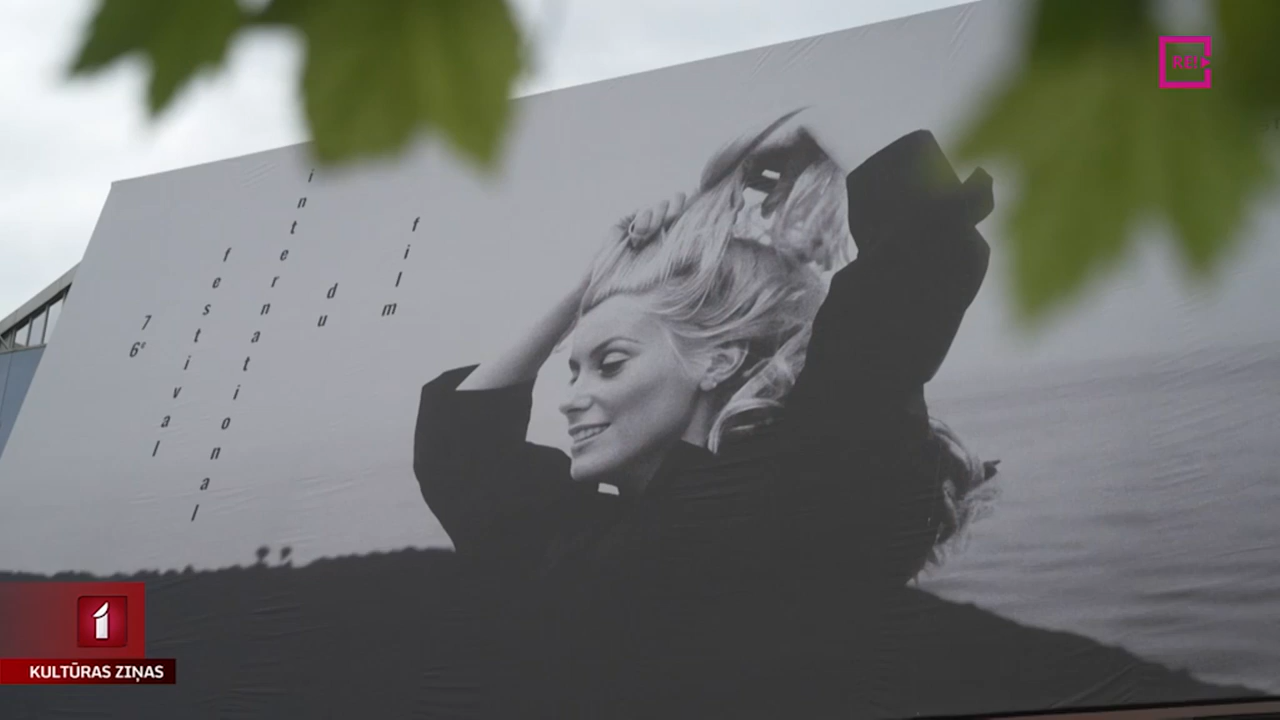 76e
festival
international
du
film
RE!
1
KULTŪRAS ZIŅAS